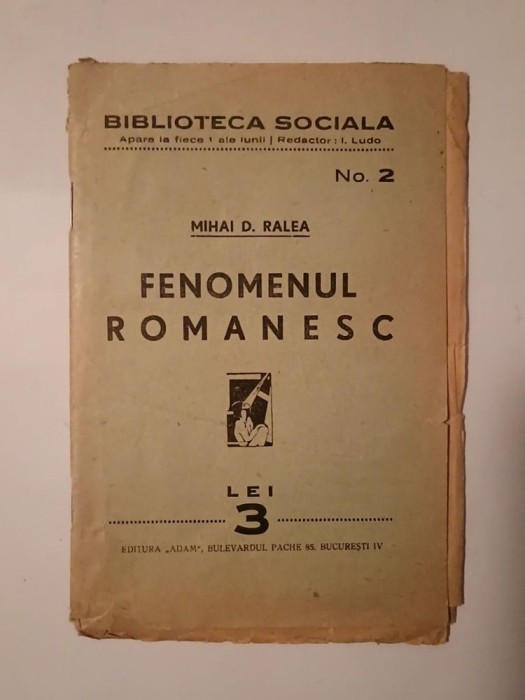 BIBLIOTECA SOCIALA
Apare la fiece 1 ale lunii | Redactor: I. Ludo
No. 2
MIHAI D. RALEA
FENOMENUL
ROMANESC
LEI
3
EDITURA „ADAM“, BULEVARDUL PACHE 85, BUCUREȘTI IV